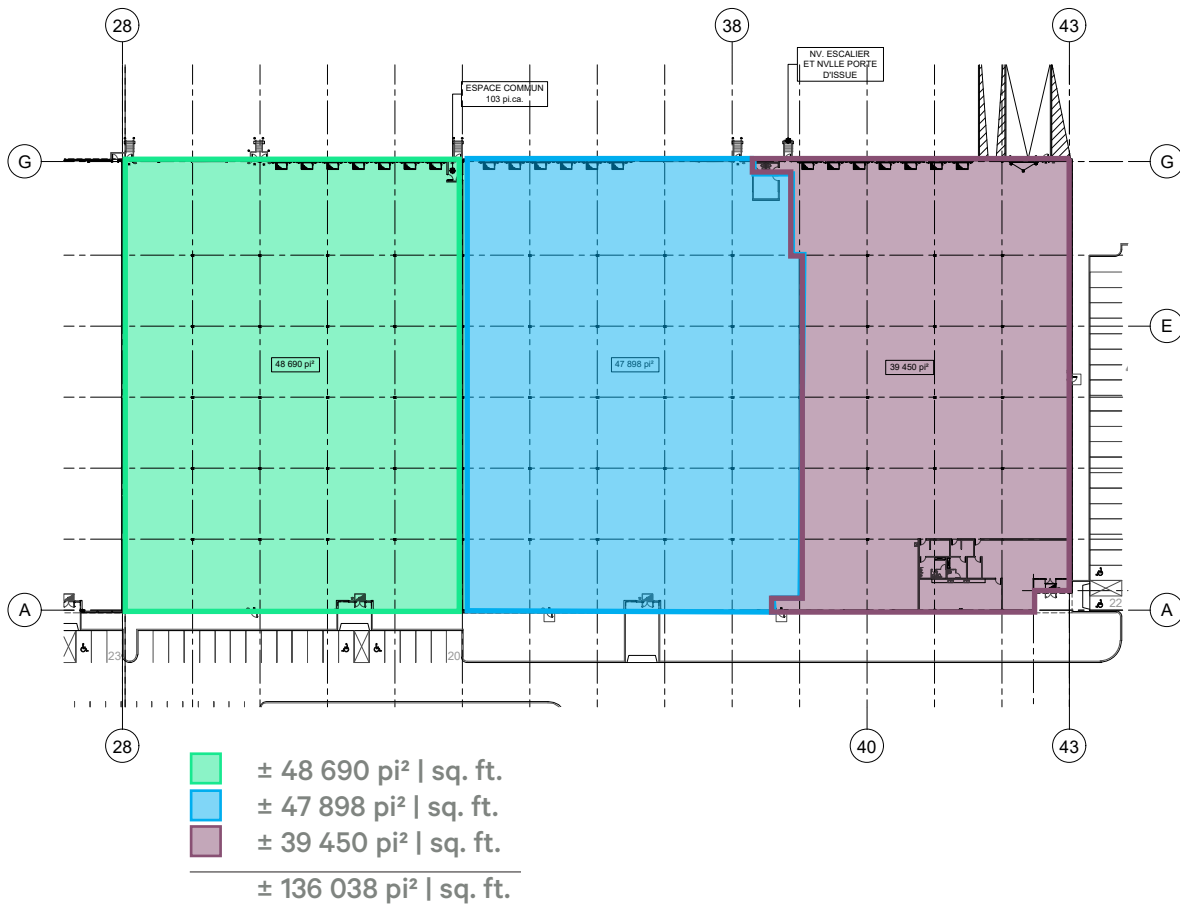 28
38
43
NV. ESCALIER
ET NVLLE PORTE
D'ISSUE
ESPACE COMMUN
103 pi.ca.
G
G
E
48 690 pi²
47 898 pi²
39 450 pi²
A
A
23
20
22
28
40
43
± 48 690 pi² | sq. ft.
± 47 898 pi² | sq. ft.
± 39 450 pi² | sq. ft.
± 136 038 pi² | sq. ft.